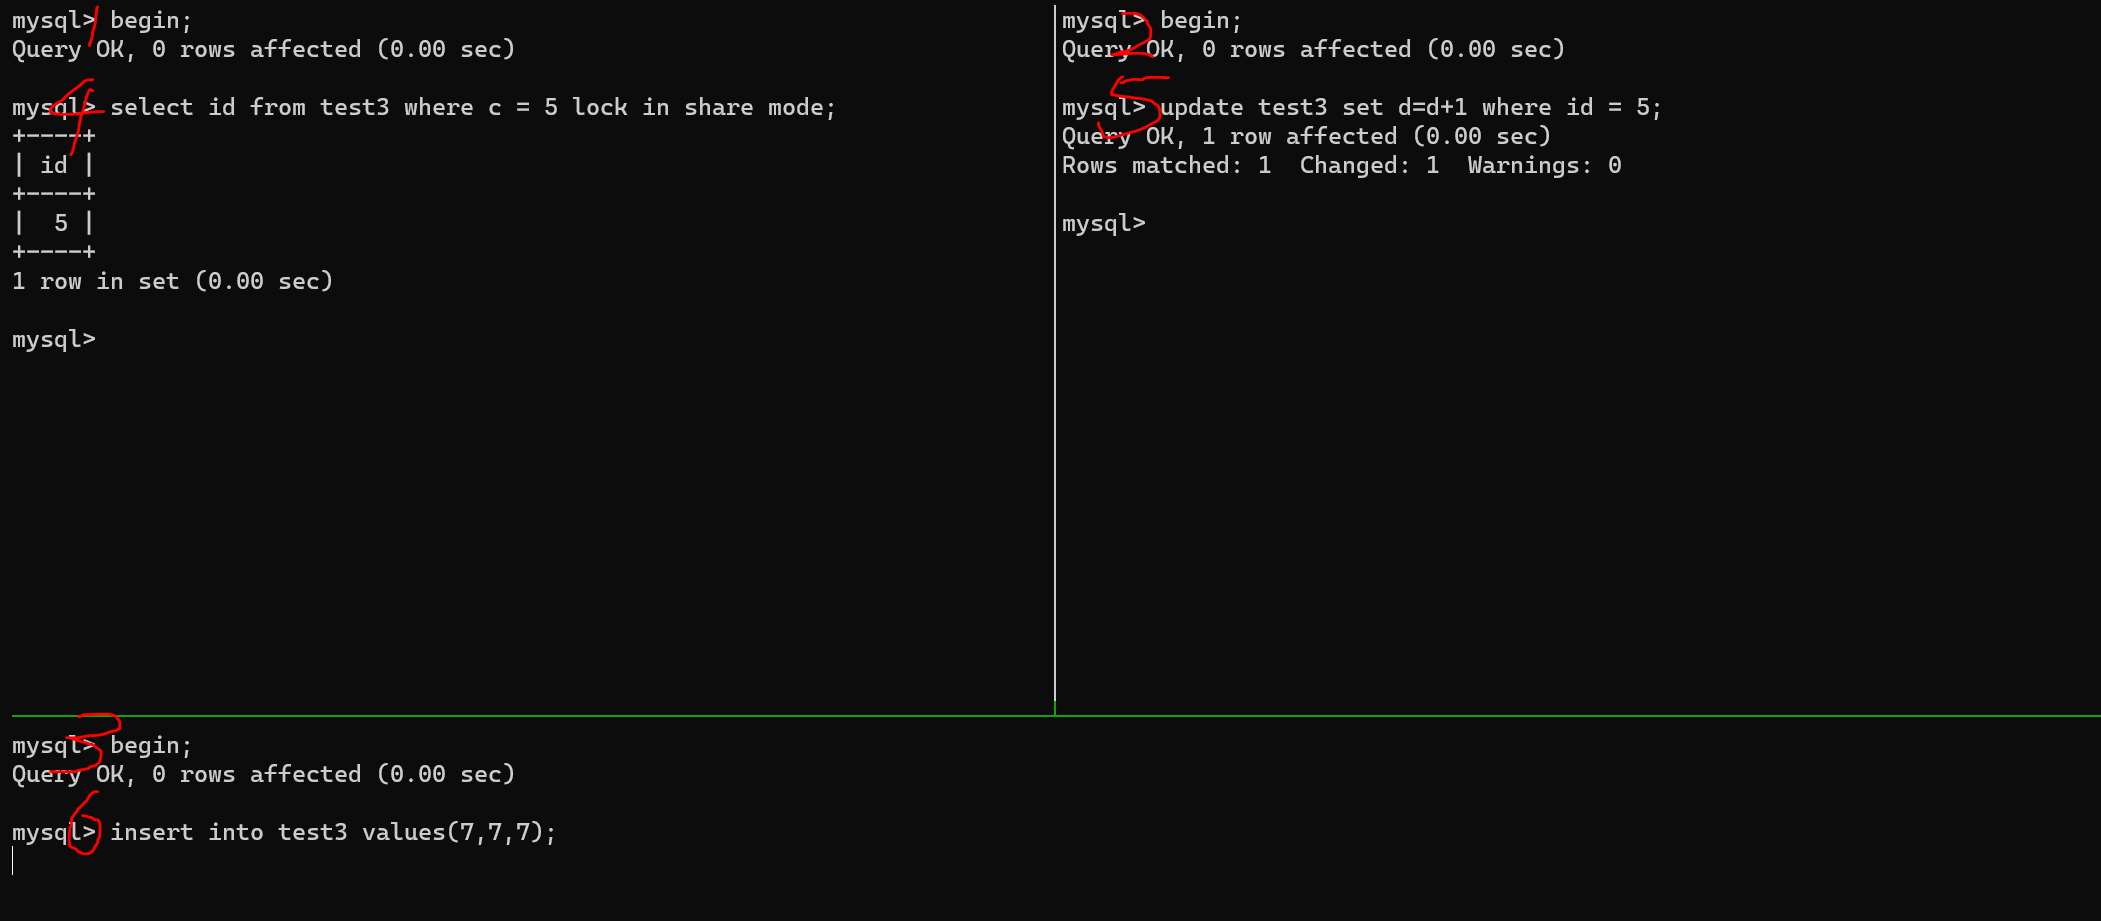 mysql> begin;
Query OK, 0 rows affected (0.00 sec)
1
mysql> select id from test3 where c = 5 lock in share mode;
4
+----+
| id |
+----+
|  5 |
+----+
1 row in set (0.00 sec)
mysql>
mysql> begin;
2
Query OK, 0 rows affected (0.00 sec)
mysql> update test3 set d=d+1 where id = 5;
5
Query OK, 1 row affected (0.00 sec)
Rows matched: 1  Changed: 1  Warnings: 0
mysql>
mysql> begin;
3
Query OK, 0 rows affected (0.00 sec)
mysql> insert into test3 values(7,7,7);
6